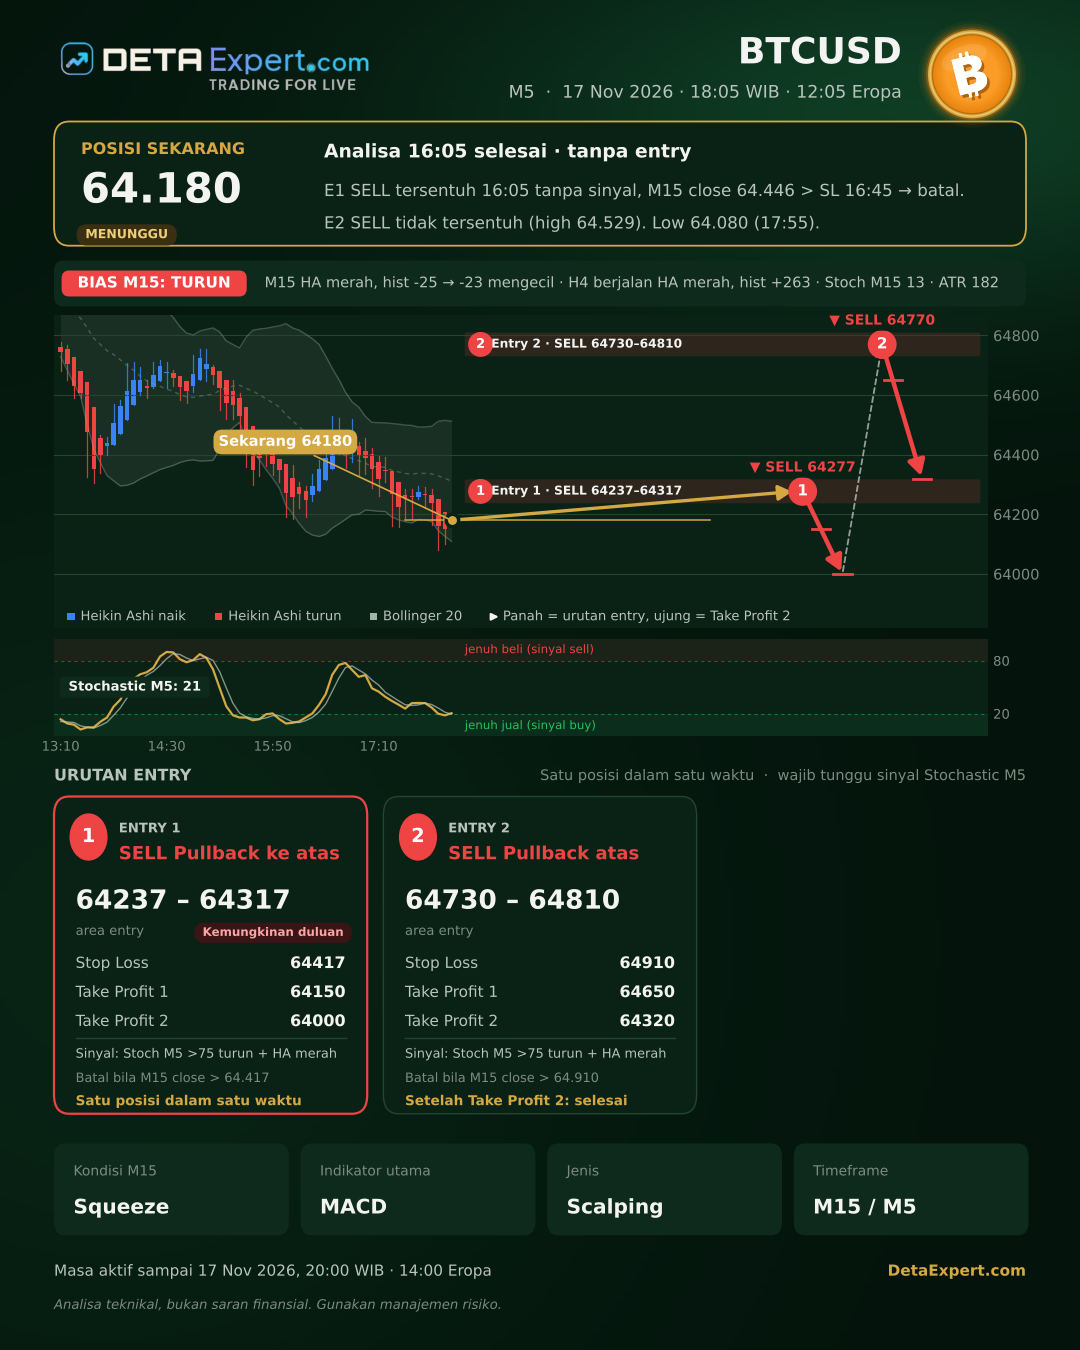 DETA Expert.com
TRADING FOR LIVE
BTCUSD
M5 · 17 Nov 2026 · 18:05 WIB · 12:05 Eropa
POSISI SEKARANG
64.180
MENUNGGU
Analisa 16:05 selesai · tanpa entry
E1 SELL tersentuh 16:05 tanpa sinyal, M15 close 64.446 > SL 16:45 → batal.
E2 SELL tidak tersentuh (high 64.529). Low 64.080 (17:55).
BIAS M15: TURUN
M15 HA merah, hist -25 → -23 mengecil · H4 berjalan HA merah, hist +263 · Stoch M15 13 · ATR 182
▼ SELL 64770
2 Entry 2 · SELL 64730–64810
2
64800
64600
Sekarang 64180
64400
▼ SELL 64277
1 Entry 1 · SELL 64237–64317
1
64200
64000
Heikin Ashi naik
Heikin Ashi turun
Bollinger 20
Panah = urutan entry, ujung = Take Profit 2
jenuh beli (sinyal sell)
80
Stochastic M5: 21
20
jenuh jual (sinyal buy)
13:10 14:30 15:50 17:10
URUTAN ENTRY
Satu posisi dalam satu waktu · wajib tunggu sinyal Stochastic M5
1
ENTRY 1
SELL Pullback ke atas
64237 – 64317
area entry
Kemungkinan duluan
Stop Loss 64417
Take Profit 1 64150
Take Profit 2 64000
Sinyal: Stoch M5 >75 turun + HA merah
Batal bila M15 close > 64.417
Satu posisi dalam satu waktu
2
ENTRY 2
SELL Pullback atas
64730 – 64810
area entry
Stop Loss 64910
Take Profit 1 64650
Take Profit 2 64320
Sinyal: Stoch M5 >75 turun + HA merah
Batal bila M15 close > 64.910
Setelah Take Profit 2: selesai
Kondisi M15
Squeeze
Indikator utama
MACD
Jenis
Scalping
Timeframe
M15 / M5
Masa aktif sampai 17 Nov 2026, 20:00 WIB · 14:00 Eropa
DetaExpert.com
Analisa teknikal, bukan saran finansial. Gunakan manajemen risiko.